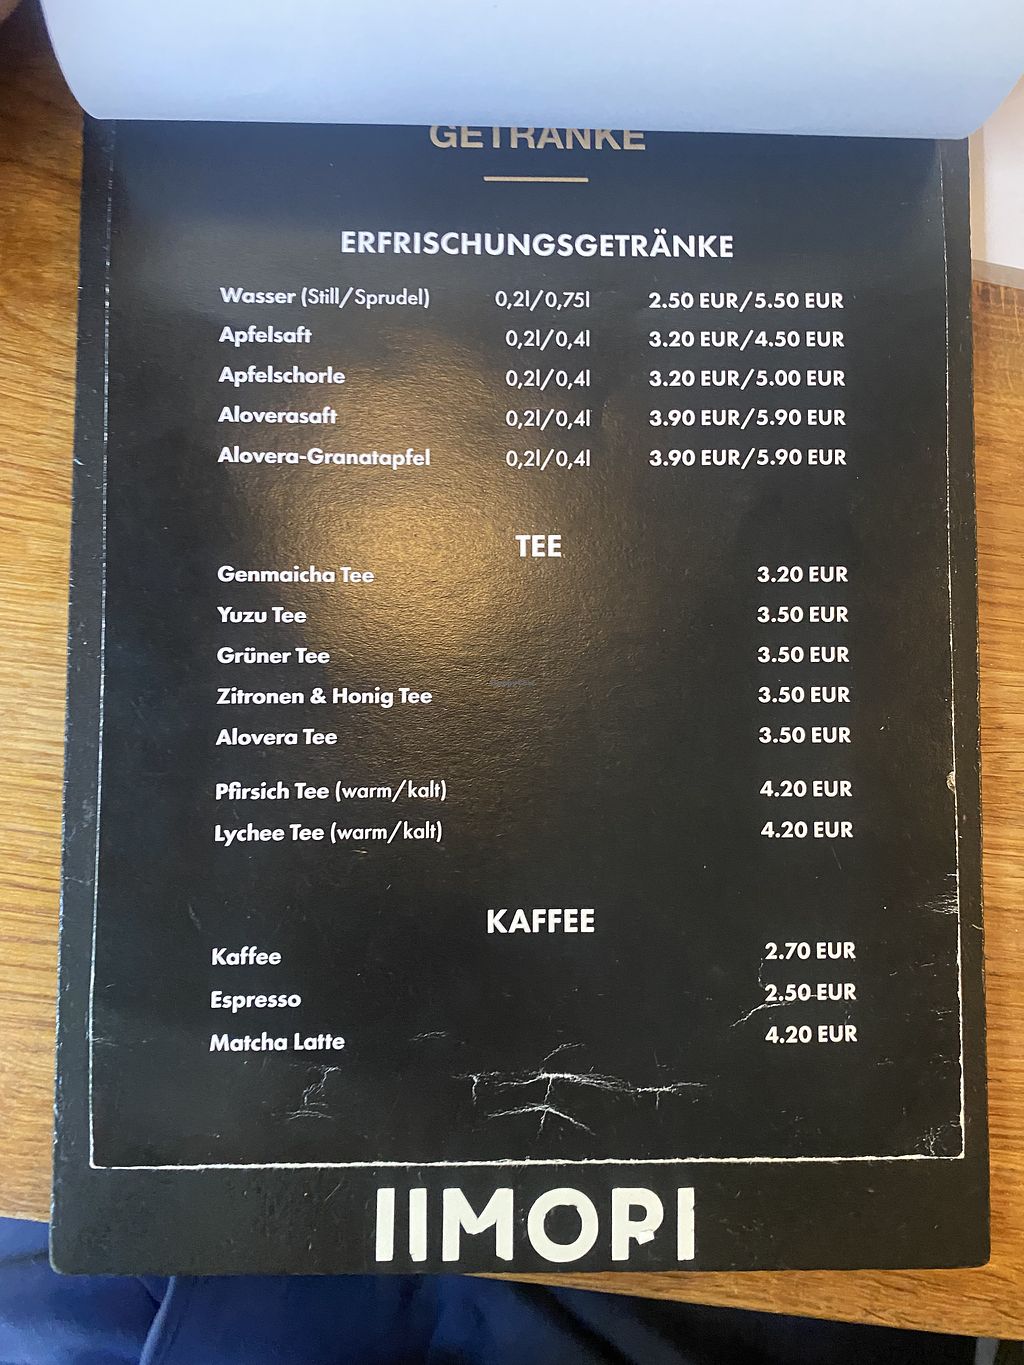 GETRÄNKE
ERFRISCHUNGSGETRÄNKE
Wasser (Still/Sprudel) 0,2l/0,75l 2.50 EUR/5.50 EUR
Apfelsaft 0,2l/0,4l 3.20 EUR/4.50 EUR
Apfelschorle 0,2l/0,4l 3.20 EUR/5.00 EUR
Aloverasaft 0,2l/0,4l 3.90 EUR/5.90 EUR
Alovera-Granatapfel 0,2l/0,4l 3.90 EUR/5.90 EUR
TEE
Genmaicha Tee 3.20 EUR
Yuzu Tee 3.50 EUR
Grüner Tee 3.50 EUR
Zitronen & Honig Tee 3.50 EUR
Alovera Tee 3.50 EUR
Pfirsich Tee (warm/kalt) 4.20 EUR
Lychee Tee (warm/kalt) 4.20 EUR
KAFFEE
Kaffee 2.70 EUR
Espresso 2.50 EUR
Matcha Latte 4.20 EUR
IIMORI